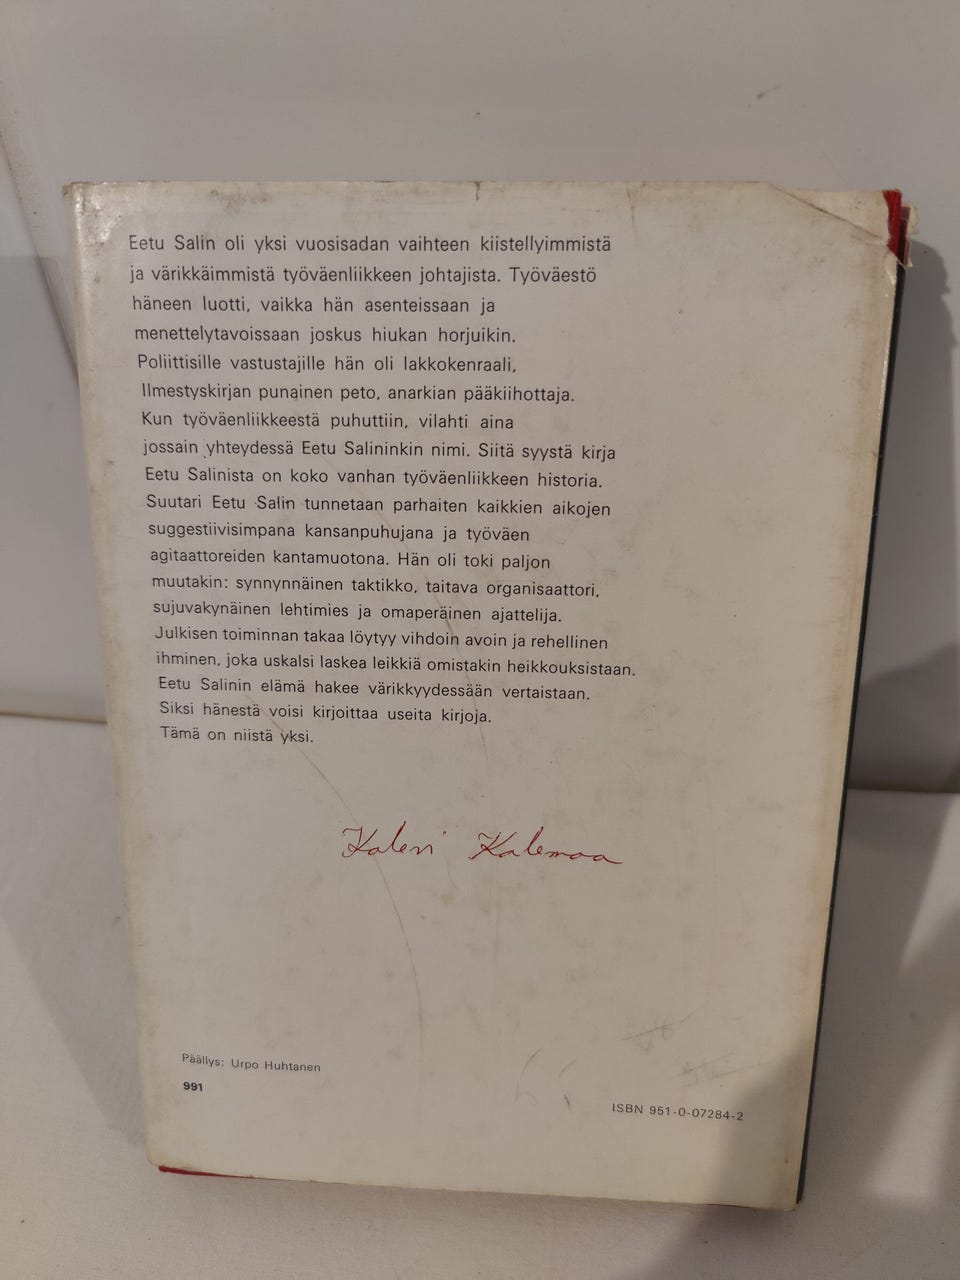 Eetu Salin oli yksi vuosisadan vaihteen kiistellyimmistä
ja värikkäimmistä työväenliikkeen johtajista. Työväestö
häneen luotti, vaikka hän asenteissaan ja
menettelytavoissaan joskus hiukan horjuikin.
Poliittisille vastustajille hän oli lakkokenraali,
Ilmestyskirjan punainen peto, anarkian pääkiihottaja.
Kun työväenliikkeestä puhuttiin, vilahti aina
jossain yhteydessä Eetu Salininkin nimi. Siitä syystä kirja
Eetu Salinista on koko vanhan työväenliikkeen historia.
Suutari Eetu Salin tunnetaan parhaiten kaikkien aikojen
suggestiivisimpana kansanpuhujana ja työväen
agitaattoreiden kantamuotona. Hän oli toki paljon
muutakin: synnynnäinen taktikko, taitava organisaattori,
sujuvakynäinen lehtimies ja omaperäinen ajattelija.
Julkisen toiminnan takaa löytyy vihdoin avoin ja rehellinen
ihminen, joka uskalsi laskea leikkiä omistakin heikkouksistaan.
Eetu Salinin elämä hakee värikkyydessään vertaistaan.
Siksi hänestä voisi kirjoittaa useita kirjoja.
Tämä on niistä yksi.
Kalevi Kalemaa
Päällys: Urpo Huhtanen
991
ISBN 951-0-07284-2